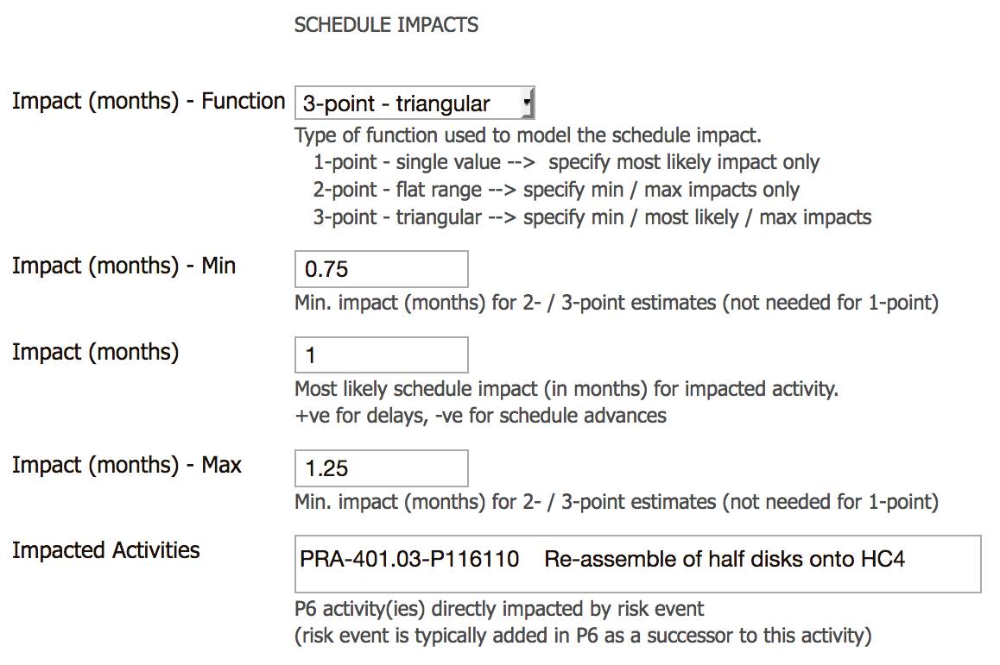 SCHEDULE IMPACTS
Impact (months) - Function 3-point - triangular
Type of function used to model the schedule impact.
1-point - single value --> specify most likely impact only
2-point - flat range --> specify min / max impacts only
3-point - triangular --> specify min / most likely / max impacts
Impact (months) - Min 0.75
Min. impact (months) for 2- / 3-point estimates (not needed for 1-point)
Impact (months) 1
Most likely schedule impact (in months) for impacted activity.
+ve for delays, -ve for schedule advances
Impact (months) - Max 1.25
Min. impact (months) for 2- / 3-point estimates (not needed for 1-point)
Impacted Activities PRA-401.03-P116110 Re-assemble of half disks onto HC4
P6 activity(ies) directly impacted by risk event
(risk event is typically added in P6 as a successor to this activity)